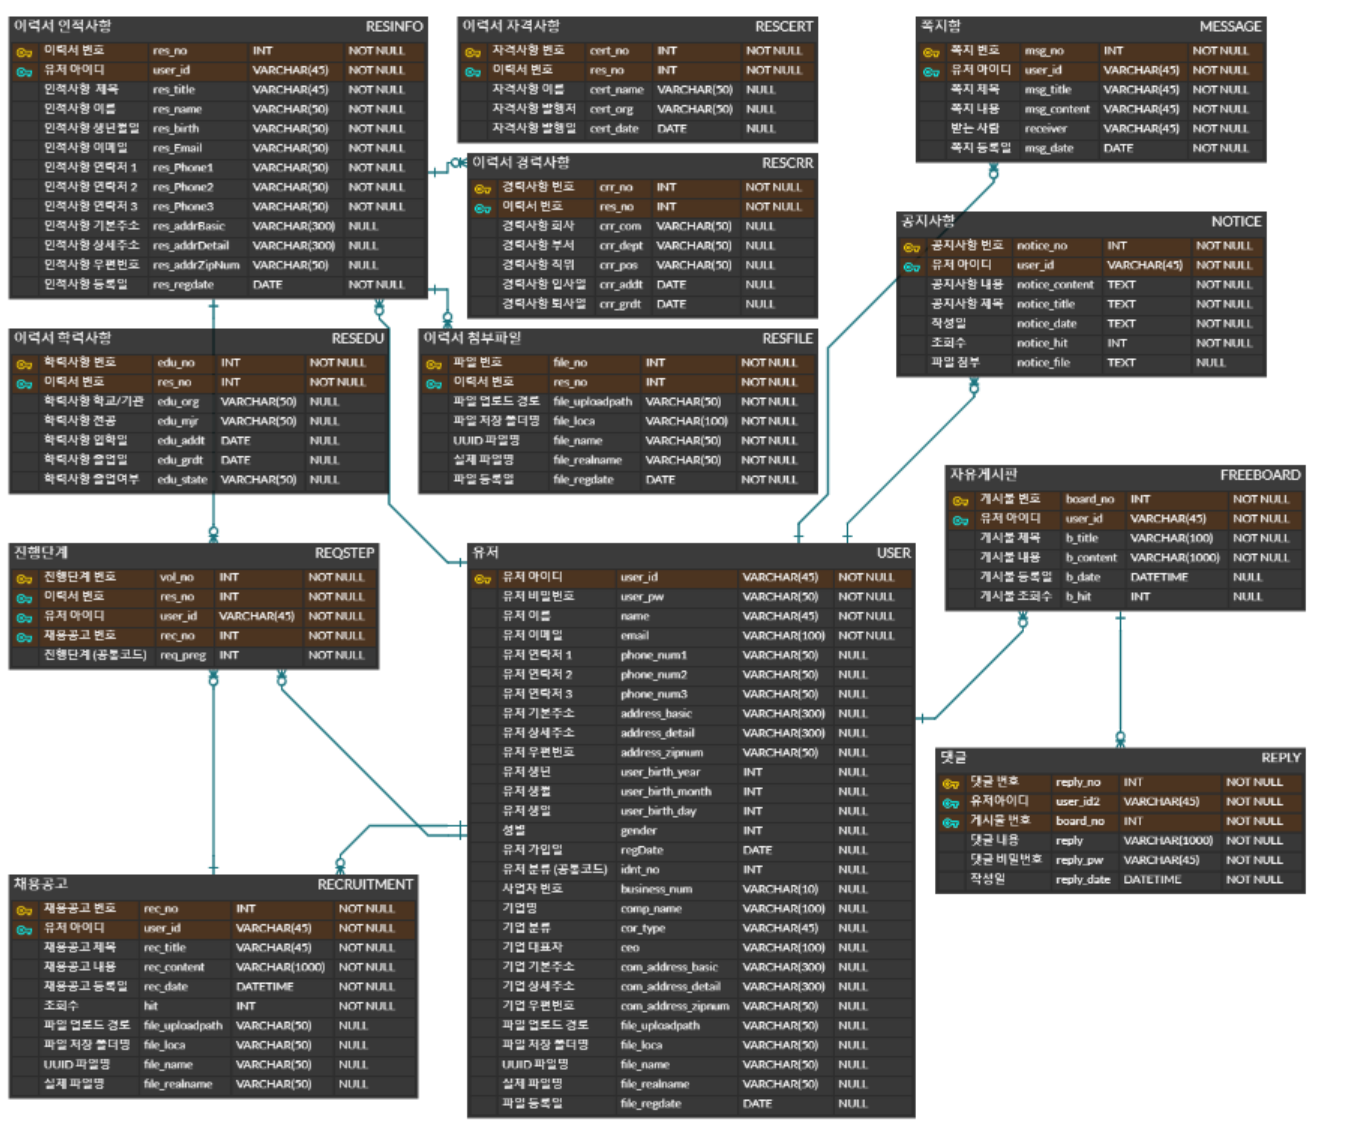 이력서 인적사항 RESINFO
이력서 번호 res_no INT NOT NULL
유저 아이디 user_id VARCHAR(45) NOT NULL
인적사항 제목 res_title VARCHAR(45) NOT NULL
인적사항 이름 res_name VARCHAR(50) NOT NULL
인적사항 생년월일 res_birth VARCHAR(50) NOT NULL
인적사항 이메일 res_Email VARCHAR(50) NOT NULL
인적사항 연락처 1 res_Phone1 VARCHAR(50) NOT NULL
인적사항 연락처 2 res_Phone2 VARCHAR(50) NOT NULL
인적사항 연락처 3 res_Phone3 VARCHAR(50) NOT NULL
인적사항 기본주소 res_addrBasic VARCHAR(300) NULL
인적사항 상세주소 res_addrDetail VARCHAR(300) NULL
인적사항 우편번호 res_addrZipNum VARCHAR(50) NULL
인적사항 등록일 res_regdate DATE NOT NULL
이력서 자격사항 RESCERT
자격사항 번호 cert_no INT NOT NULL
이력서 번호 res_no INT NOT NULL
자격사항 이름 cert_name VARCHAR(50) NULL
자격사항 발행처 cert_org VARCHAR(50) NULL
자격사항 발행일 cert_date DATE NULL
쪽지함 MESSAGE
쪽지 번호 msg_no INT NOT NULL
유저 아이디 user_id VARCHAR(45) NOT NULL
쪽지 제목 msg_title VARCHAR(45) NOT NULL
쪽지 내용 msg_content VARCHAR(45) NOT NULL
받는 사람 receiver VARCHAR(45) NOT NULL
쪽지 등록일 msg_date DATE NOT NULL
이력서 경력사항 RESCRR
경력사항 번호 crr_no INT NOT NULL
이력서 번호 res_no INT NOT NULL
경력사항 회사 crr_com VARCHAR(50) NULL
경력사항 부서 crr_dept VARCHAR(50) NULL
경력사항 직위 crr_pos VARCHAR(50) NULL
경력사항 입사일 crr_addt DATE NULL
경력사항 퇴사일 crr_grdt DATE NULL
공지사항 NOTICE
공지사항 번호 notice_no INT NOT NULL
유저 아이디 user_id VARCHAR(45) NOT NULL
공지사항 내용 notice_content TEXT NOT NULL
공지사항 제목 notice_title TEXT NOT NULL
작성일 notice_date TEXT NOT NULL
조회수 notice_hit INT NOT NULL
파일 첨부 notice_file TEXT NULL
이력서 학력사항 RESEDU
학력사항 번호 edu_no INT NOT NULL
이력서 번호 res_no INT NOT NULL
학력사항 학교/기관 edu_org VARCHAR(50) NULL
학력사항 전공 edu_mjr VARCHAR(50) NULL
학력사항 입학일 edu_addt DATE NULL
학력사항 졸업일 edu_grdt DATE NULL
학력사항 졸업여부 edu_state VARCHAR(50) NULL
이력서 첨부파일 RESFILE
파일 번호 file_no INT NOT NULL
이력서 번호 res_no INT NOT NULL
파일 업로드 경로 file_uploadpath VARCHAR(50) NULL
파일 저장 폴더명 file_loca VARCHAR(100) NULL
UUID 파일명 file_name VARCHAR(50) NULL
실제 파일명 file_realname VARCHAR(50) NULL
파일 등록일 file_regdate DATE NULL
자유게시판 FREEBOARD
게시물 번호 board_no INT NOT NULL
유저 아이디 user_id VARCHAR(45) NOT NULL
게시물 제목 b_title VARCHAR(100) NOT NULL
게시물 내용 b_content VARCHAR(1000) NOT NULL
게시물 등록일 b_date DATETIME NULL
게시물 조회수 b_hit INT NULL
진행단계 REQSTEP
진행단계 번호 vol_no INT NOT NULL
이력서 번호 res_no INT NOT NULL
유저 아이디 user_id VARCHAR(45) NOT NULL
채용공고 번호 rec_no INT NOT NULL
진행단계 (공통코드) req_preg INT NOT NULL
유저 USER
유저 아이디 user_id VARCHAR(45) NOT NULL
유저 비밀번호 user_pw VARCHAR(50) NOT NULL
유저 이름 name VARCHAR(45) NOT NULL
유저 이메일 email VARCHAR(100) NOT NULL
유저 연락처 1 phone_num1 VARCHAR(50) NULL
유저 연락처 2 phone_num2 VARCHAR(50) NULL
유저 연락처 3 phone_num3 VARCHAR(50) NULL
유저 기본주소 address_basic VARCHAR(300) NULL
유저 상세주소 address_detail VARCHAR(300) NULL
유저 우편번호 address_zipnum VARCHAR(50) NULL
유저 생년 user_birth_year INT NULL
유저 생월 user_birth_month INT NULL
유저 생일 user_birth_day INT NULL
성별 gender INT NULL
유저 가입일 regDate DATE NULL
유저 분류 (공통코드) idnt_no INT NULL
사업자 번호 business_num VARCHAR(10) NULL
기업명 comp_name VARCHAR(100) NULL
기업 분류 cor_type VARCHAR(45) NULL
기업 대표자 ceo VARCHAR(100) NULL
기업 기본주소 com_address_basic VARCHAR(300) NULL
기업 상세주소 com_address_detail VARCHAR(300) NULL
기업 우편번호 com_address_zipnum VARCHAR(50) NULL
파일 업로드 경로 file_uploadpath VARCHAR(50) NULL
파일 저장 폴더명 file_loca VARCHAR(50) NULL
UUID 파일명 file_name VARCHAR(50) NULL
실제 파일명 file_realname VARCHAR(50) NULL
파일 등록일 file_regdate DATE NULL
댓글 REPLY
댓글 번호 reply_no INT NOT NULL
유저아이디 user_id2 VARCHAR(45) NOT NULL
게시물 번호 board_no INT NOT NULL
댓글 내용 reply VARCHAR(1000) NOT NULL
댓글 비밀번호 reply_pw VARCHAR(45) NOT NULL
작성일 reply_date DATETIME NOT NULL
채용공고 RECRUITMENT
채용공고 번호 rec_no INT NOT NULL
유저 아이디 user_id VARCHAR(45) NOT NULL
채용공고 제목 rec_title VARCHAR(45) NOT NULL
채용공고 내용 rec_content VARCHAR(1000) NOT NULL
채용공고 등록일 rec_date DATETIME NOT NULL
조회수 hit INT NOT NULL
파일 업로드 경로 file_uploadpath VARCHAR(50) NULL
파일 저장 폴더명 file_loca VARCHAR(50) NULL
UUID 파일명 file_name VARCHAR(50) NULL
실제 파일명 file_realname VARCHAR(50) NULL